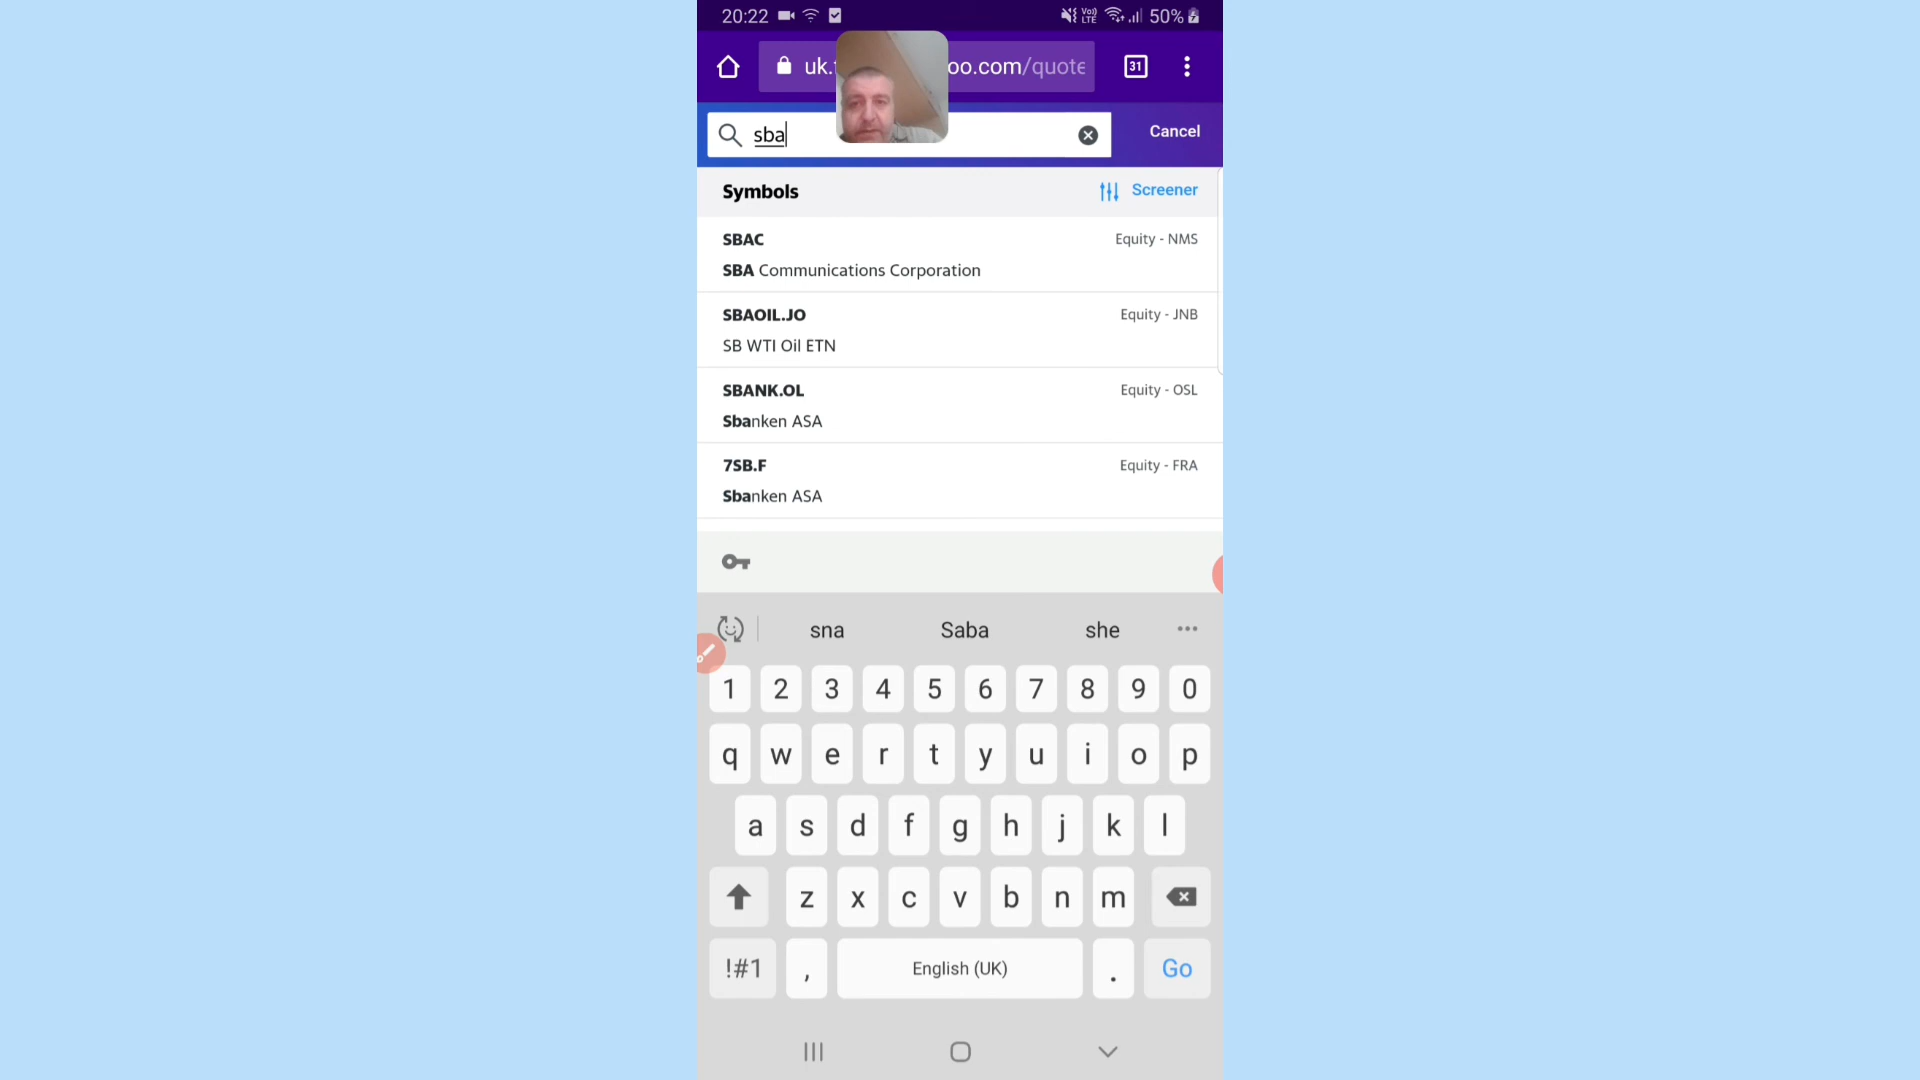 20:22
Vo))
LTE
50%
uk.
oo.com/quote
31
sba
Cancel
Symbols
Screener
SBAC
Equity - NMS
SBA Communications Corporation
SBAOIL.JO
Equity - JNB
SB WTI Oil ETN
SBANK.OL
Equity - OSL
Sbanken ASA
7SB.F
Equity - FRA
Sbanken ASA
sna
Saba
she
1 2 3 4 5 6 7 8 9 0
q w e r t y u i o p
a s d f g h j k l
z x c v b n m
!#1 , English (UK) . Go